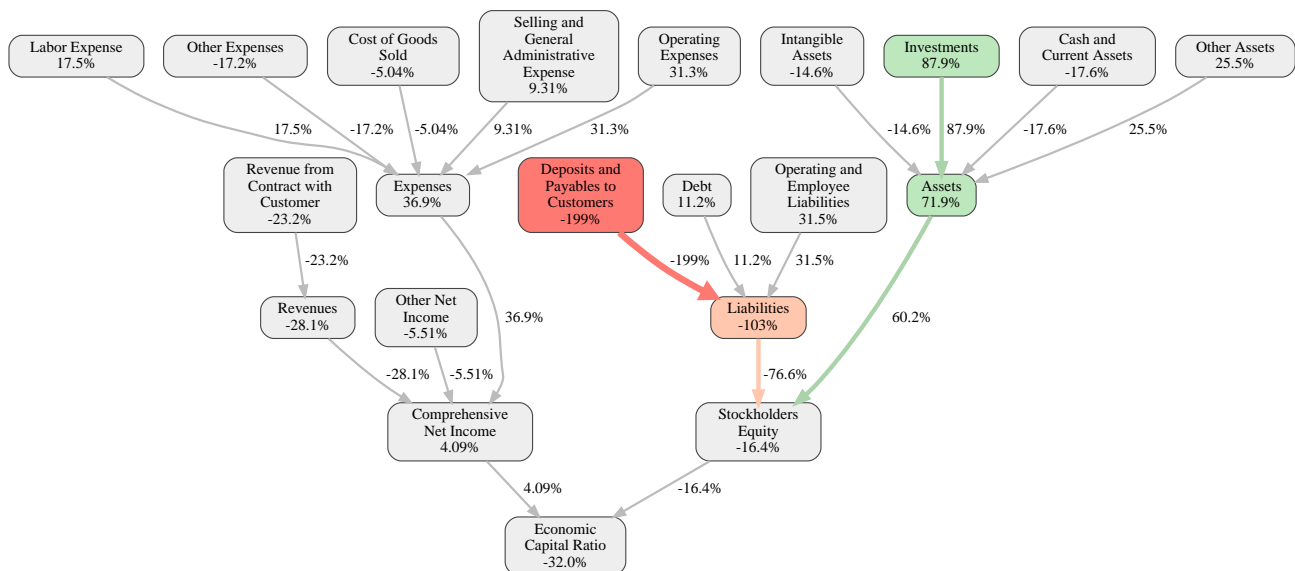 Labor Expense
17.5%
Other Expenses
-17.2%
Cost of Goods
Sold
-5.04%
Selling and
General
Administrative
Expense
9.31%
Operating
Expenses
31.3%
Intangible
Assets
-14.6%
Investments
87.9%
Cash and
Current Assets
-17.6%
Other Assets
25.5%
17.5%
-17.2%
-5.04%
9.31%
31.3%
-14.6%
87.9%
-17.6%
25.5%
Revenue from
Contract with
Customer
-23.2%
Expenses
36.9%
Deposits and
Payables to
Customers
-199%
Debt
11.2%
Operating and
Employee
Liabilities
31.5%
Assets
71.9%
-23.2%
-199%
11.2%
31.5%
Revenues
-28.1%
Other Net
Income
-5.51%
36.9%
Liabilities
-103%
60.2%
-28.1%
-5.51%
-76.6%
Comprehensive
Net Income
4.09%
Stockholders
Equity
-16.4%
4.09%
-16.4%
Economic
Capital Ratio
-32.0%